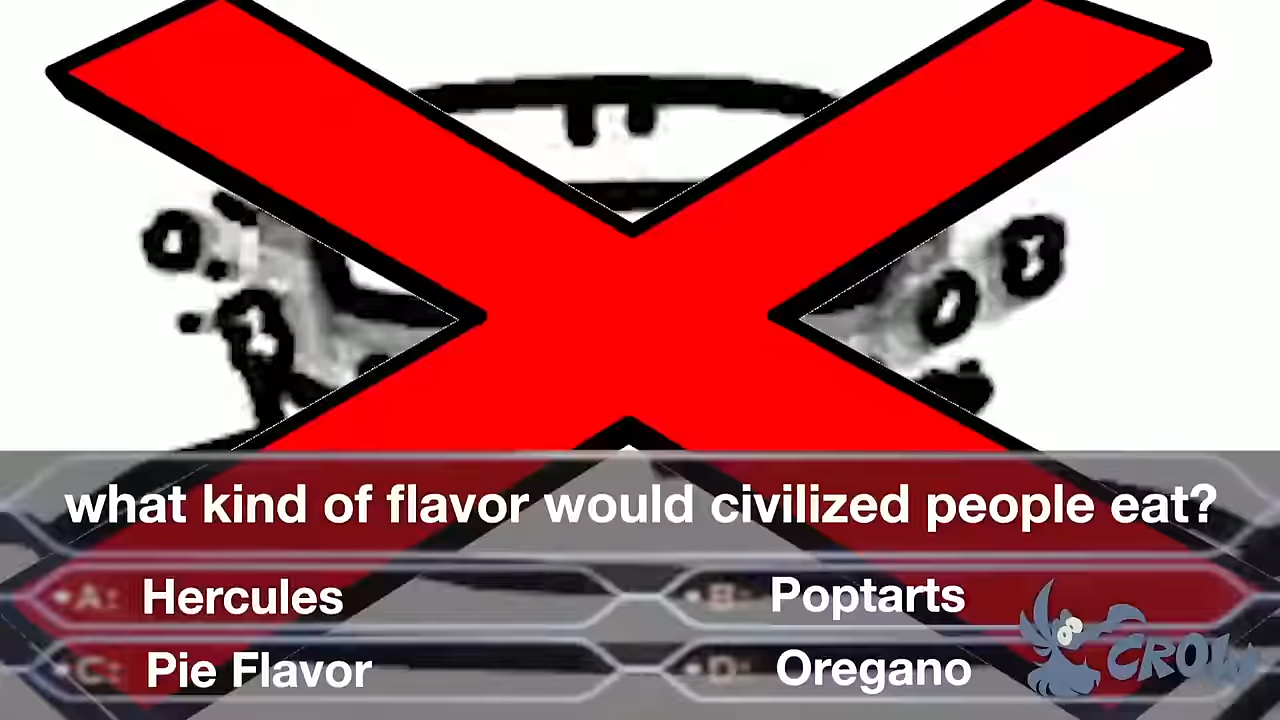 what kind of flavor would civilized people eat?
A: Hercules
B: Poptarts
C: Pie Flavor
D: Oregano
CROW